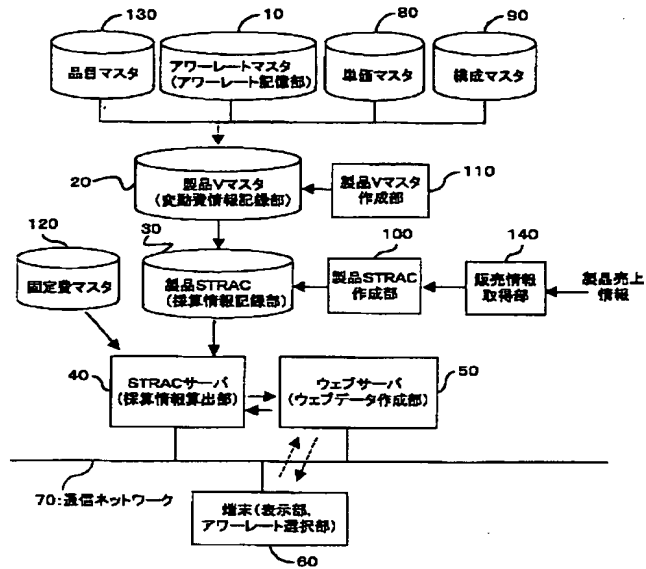 130
10
80
90
品目マスタ
アワーレートマスタ
(アワーレート記憶部)
単価マスタ
構成マスタ
20
製品Vマスタ
(変動費情報記録部)
製品Vマスタ
作成部
110
120
30
100
140
固定費マスタ
製品STRAC
(採算情報記録部)
製品STRAC
作成部
販売情報
取得部
製品売上
情報
40
STRACサーバ
(採算情報算出部)
ウェブサーバ
(ウェブデータ作成部)
50
70:通信ネットワーク
端末(表示部、
アワーレート選択部)
60